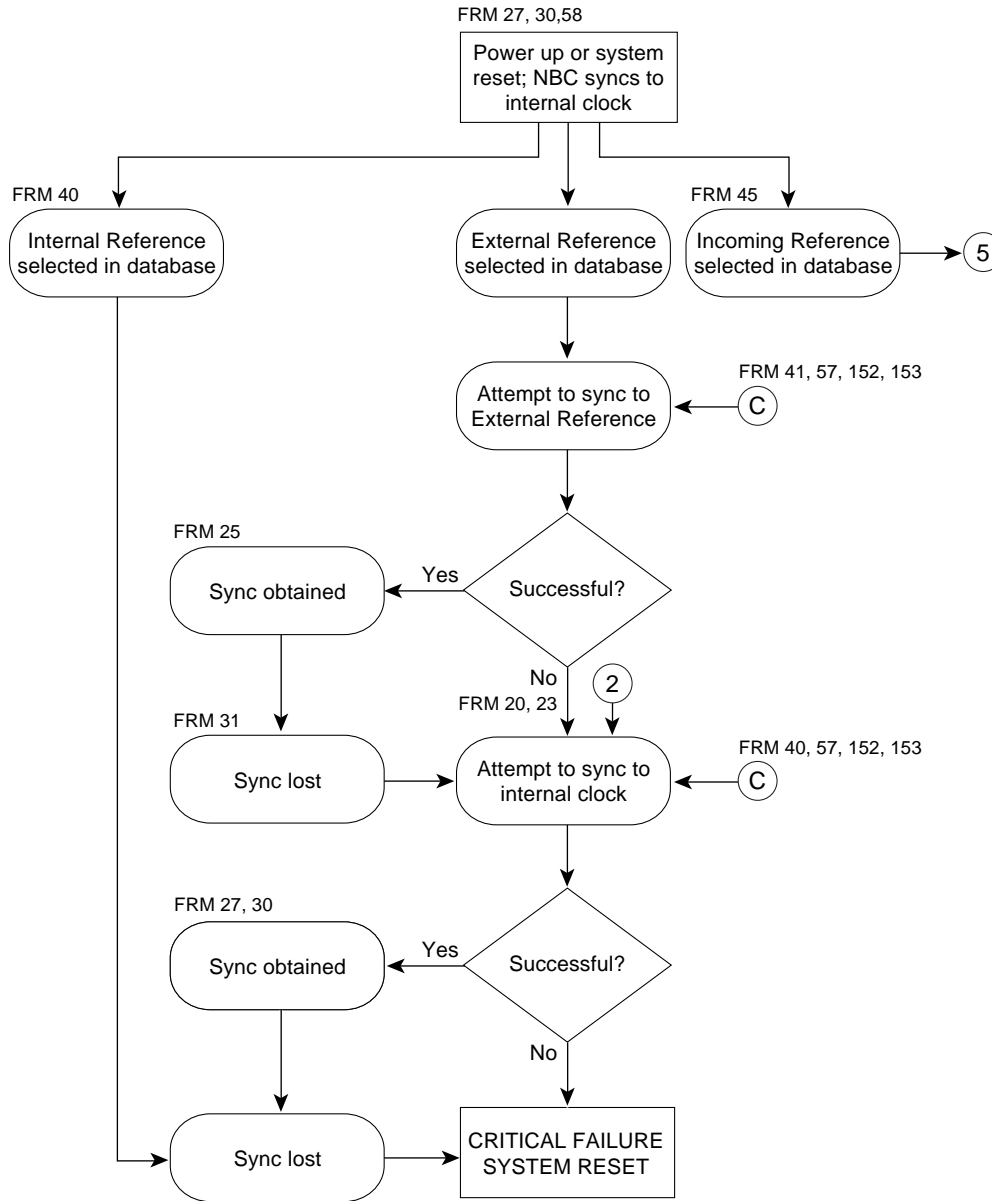 FRM 27, 30,58
Power up or system
reset; NBC syncs to
internal clock
FRM 40
Internal Reference
selected in database
External Reference
selected in database
FRM 45
Incoming Reference
selected in database
5
Attempt to sync to
External Reference
FRM 41, 57, 152, 153
C
Successful?
Yes
FRM 25
Sync obtained
No
FRM 20, 23
2
FRM 31
Sync lost
Attempt to sync to
internal clock
FRM 40, 57, 152, 153
C
Successful?
Yes
FRM 27, 30
Sync obtained
No
Sync lost
CRITICAL FAILURE
SYSTEM RESET